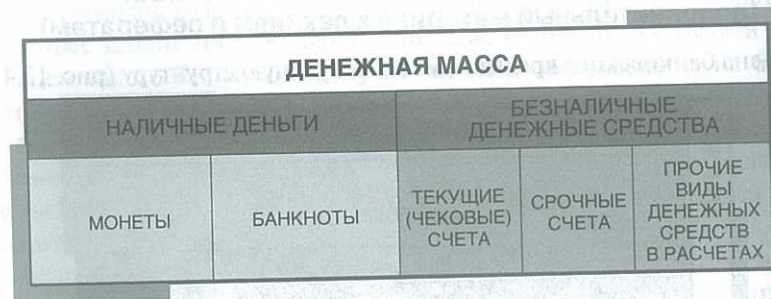 ДЕНЕЖНАЯ МАССА
НАЛИЧНЫЕ ДЕНЬГИ
БЕЗНАЛИЧНЫЕ
ДЕНЕЖНЫЕ СРЕДСТВА
МОНЕТЫ
БАНКНОТЫ
ТЕКУЩИЕ
(ЧЕКОВЫЕ)
СЧЕТА
СРОЧНЫЕ
СЧЕТА
ПРОЧИЕ
ВИДЫ
ДЕНЕЖНЫХ
СРЕДСТВ
В РАСЧЕТАХ